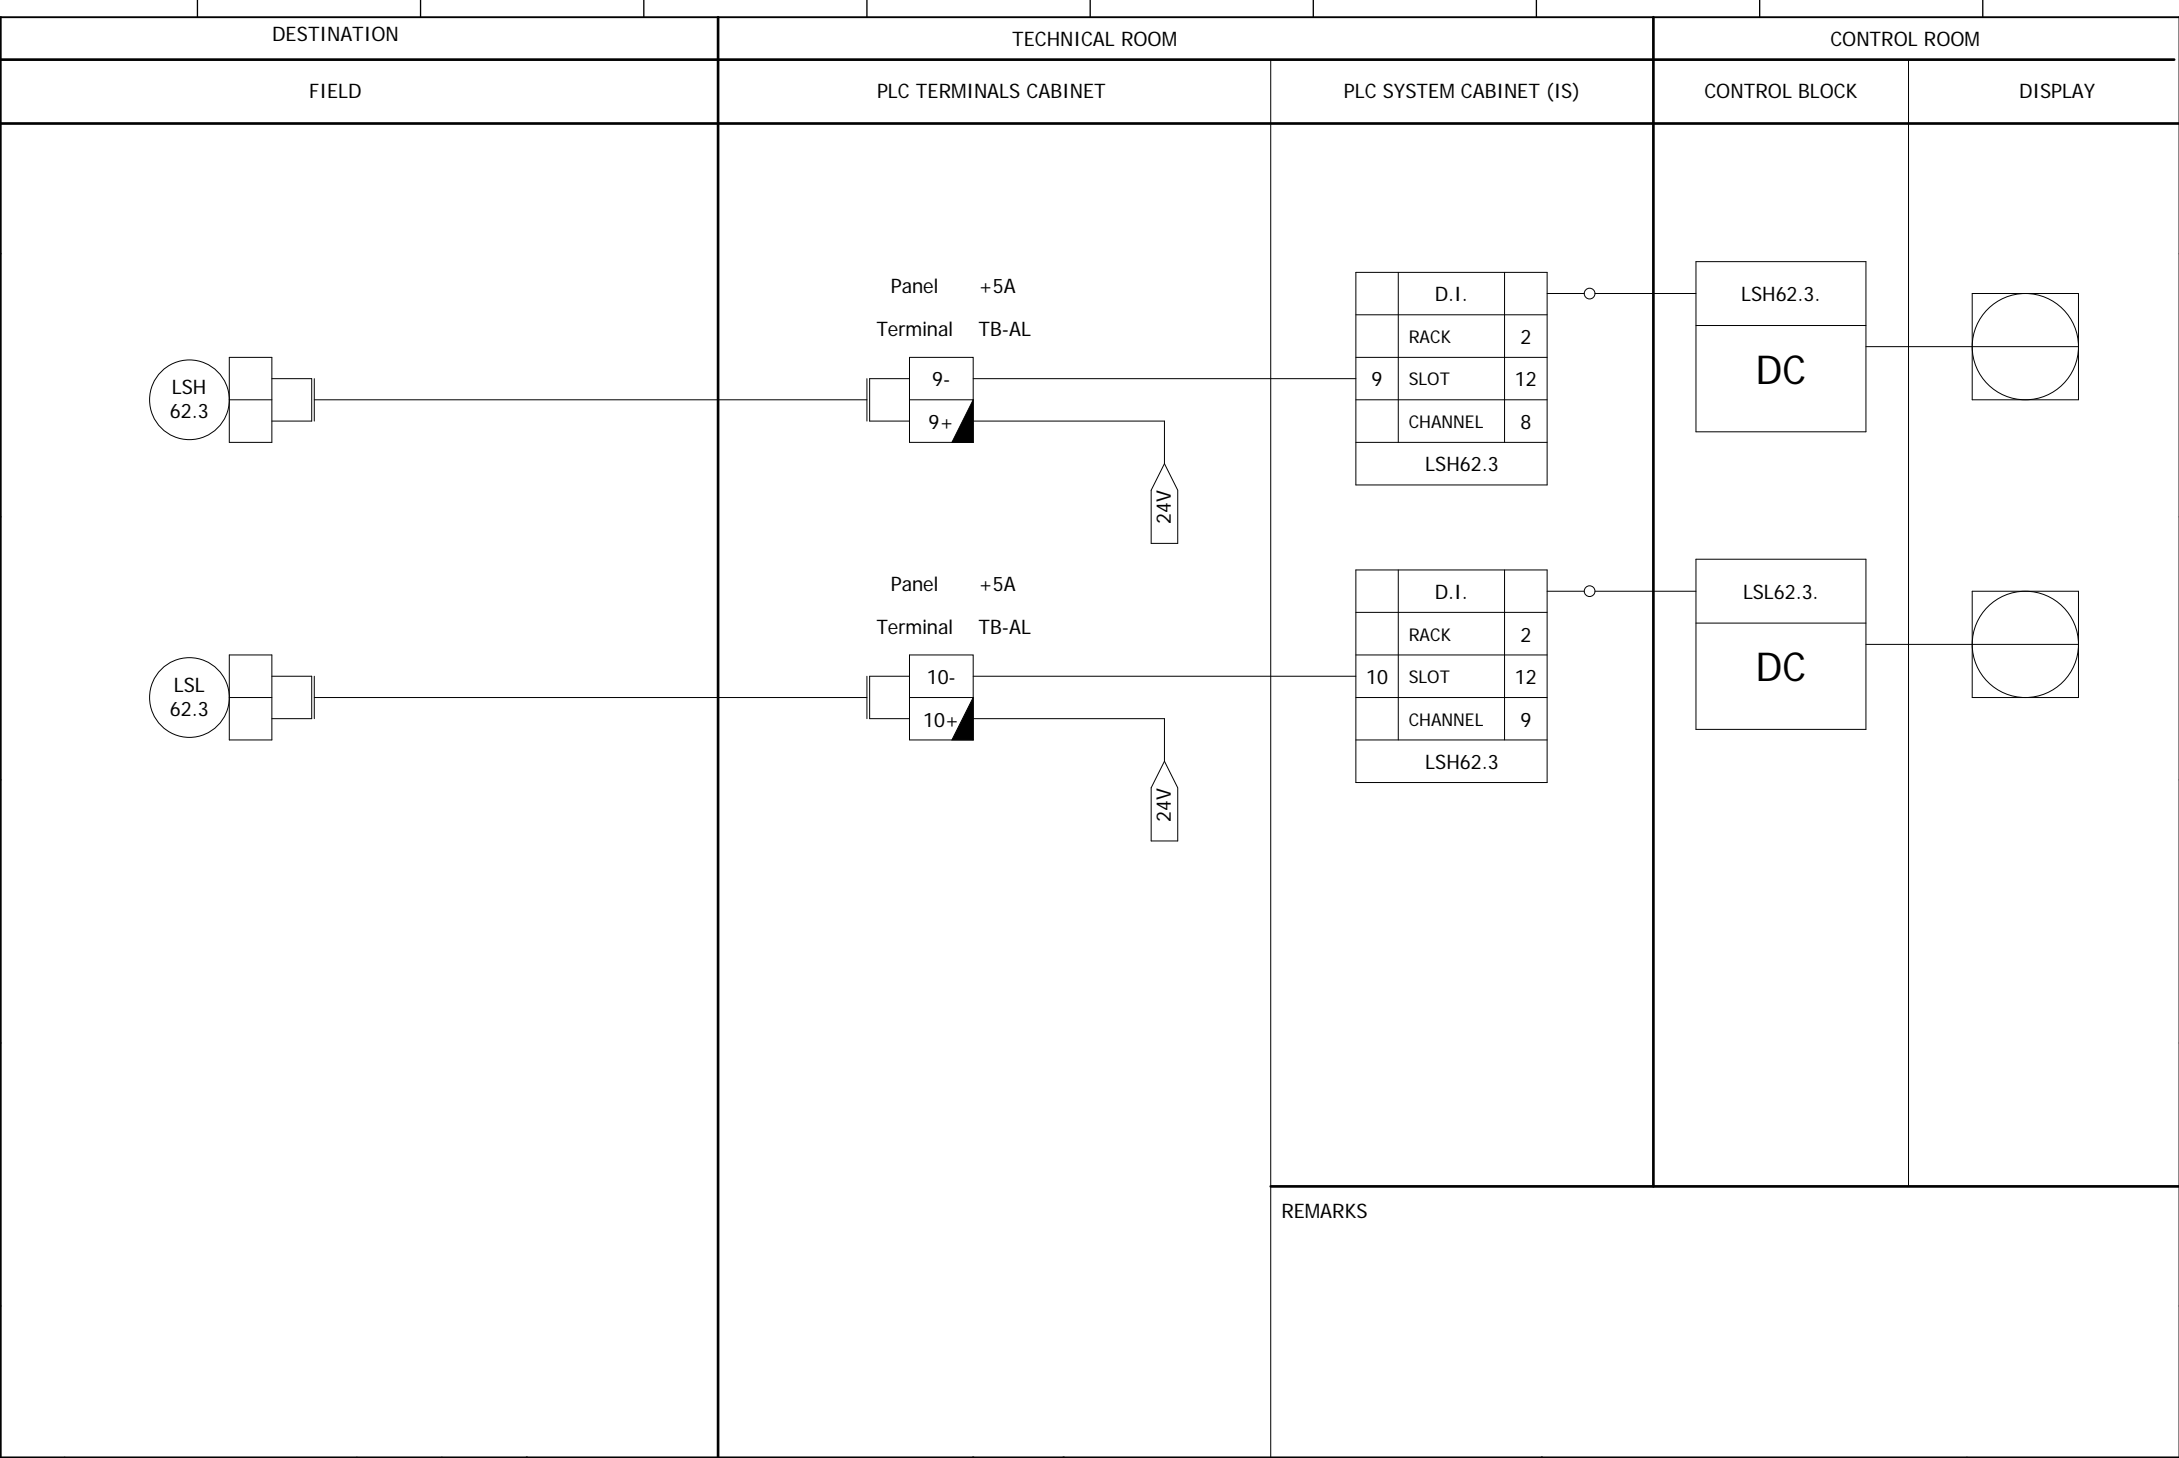 DESTINATION
TECHNICAL ROOM
CONTROL ROOM
FIELD
PLC TERMINALS CABINET
PLC SYSTEM CABINET (IS)
CONTROL BLOCK
DISPLAY
LSH
62.3
Panel +5A
Terminal TB-AL
9-
9+
24V
D.I.
RACK 2
9 SLOT 12
CHANNEL 8
LSH62.3
LSH62.3.
DC
LSL
62.3
Panel +5A
Terminal TB-AL
10-
10+
24V
D.I.
RACK 2
10 SLOT 12
CHANNEL 9
LSH62.3
LSL62.3.
DC
REMARKS